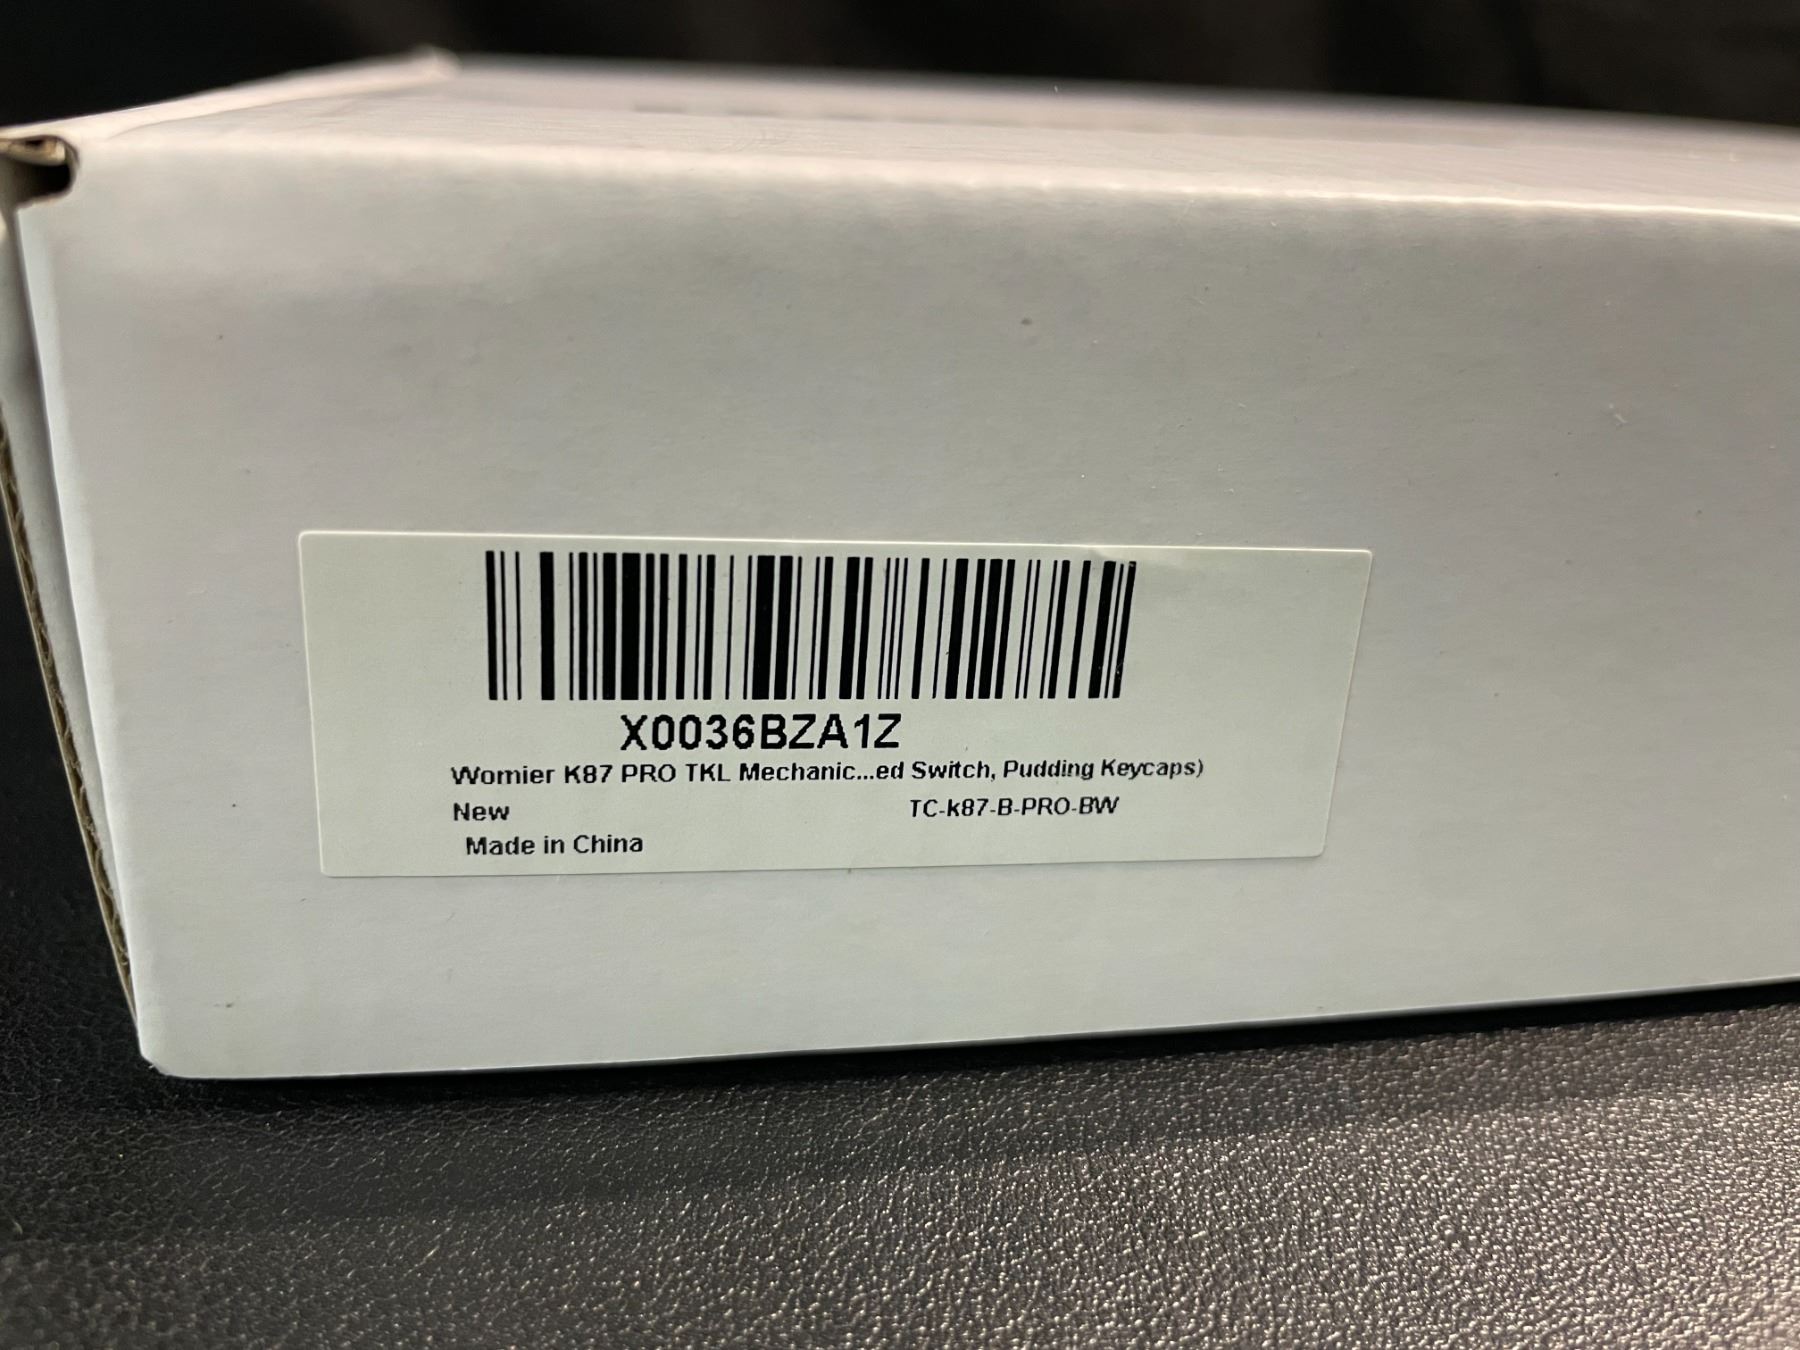 X0036BZA1Z
Womier K87 PRO TKL Mechanic...ed Switch, Pudding Keycaps)
New TC-k87-B-PRO-BW
Made in China